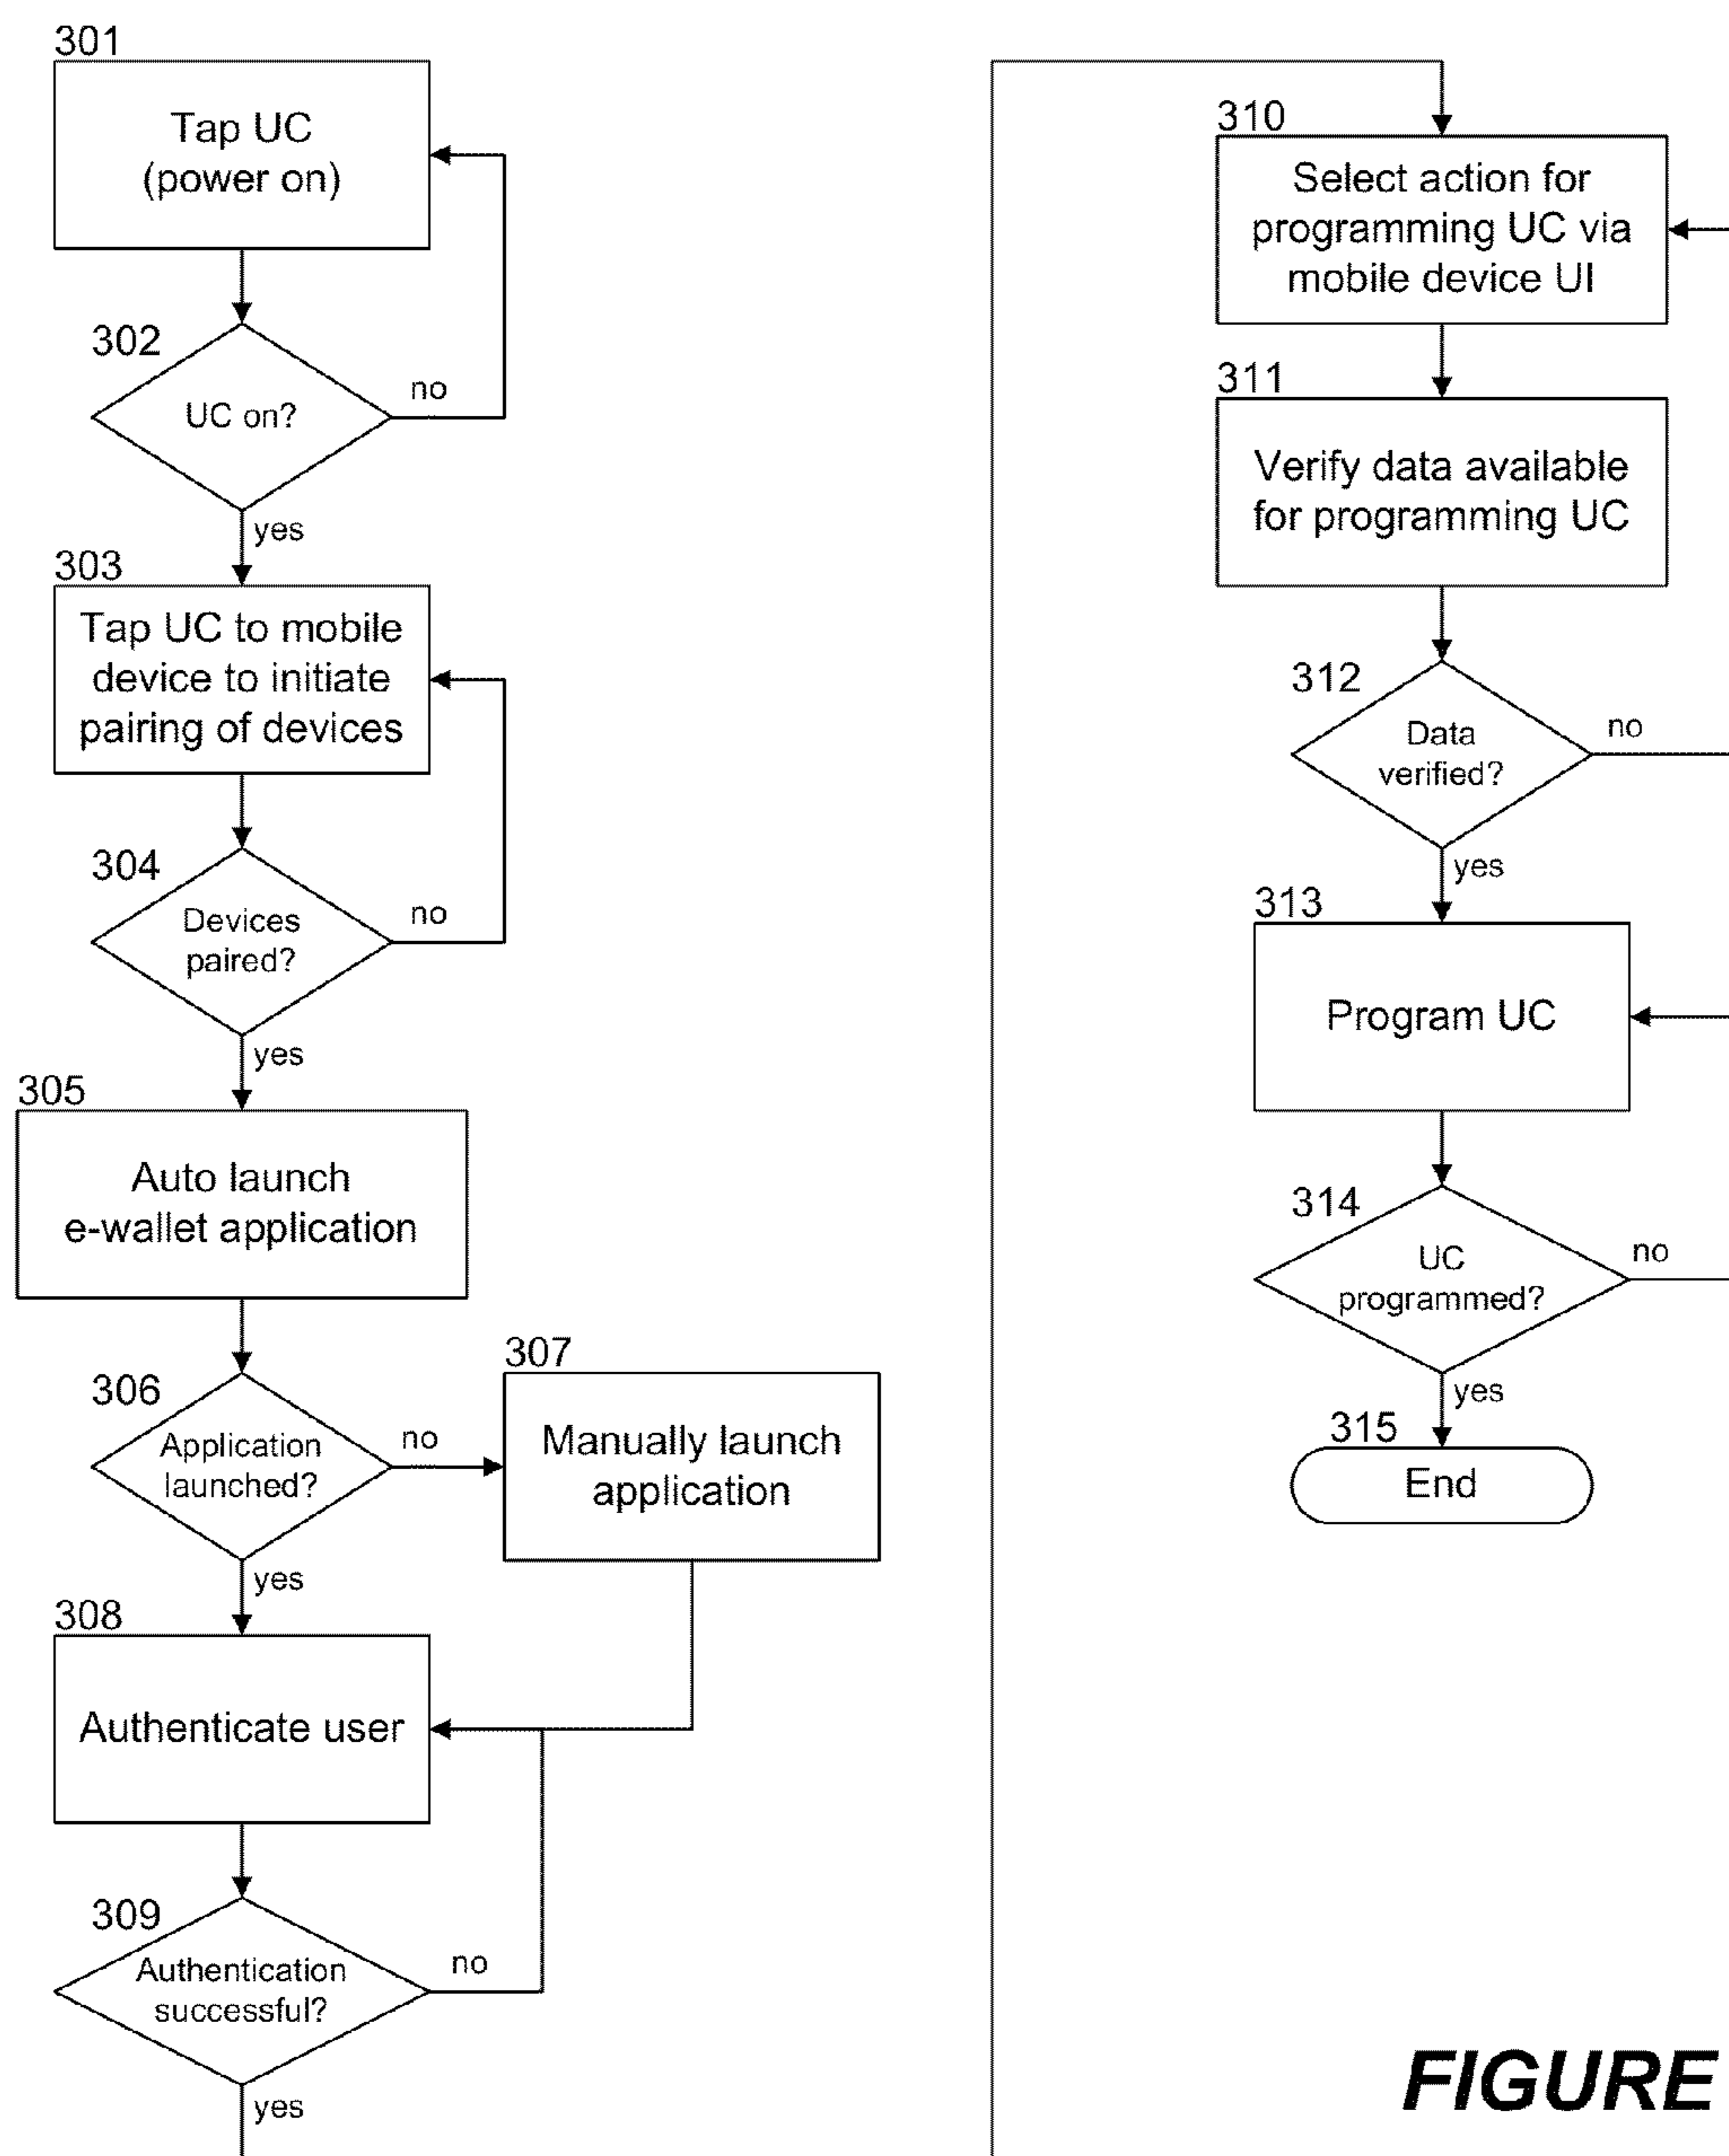 301
Tap UC
(power on)
302
UC on?
no
yes
303
Tap UC to mobile
device to initiate
pairing of devices
304
Devices
paired?
no
yes
305
Auto launch
e-wallet application
306
Application
launched?
no
yes
307
Manually launch
application
308
Authenticate user
309
Authentication
successful?
no
yes
310
Select action for
programming UC via
mobile device UI
311
Verify data available
for programming UC
312
Data
verified?
no
yes
313
Program UC
314
UC
programmed?
no
yes
315
End
FIGURE